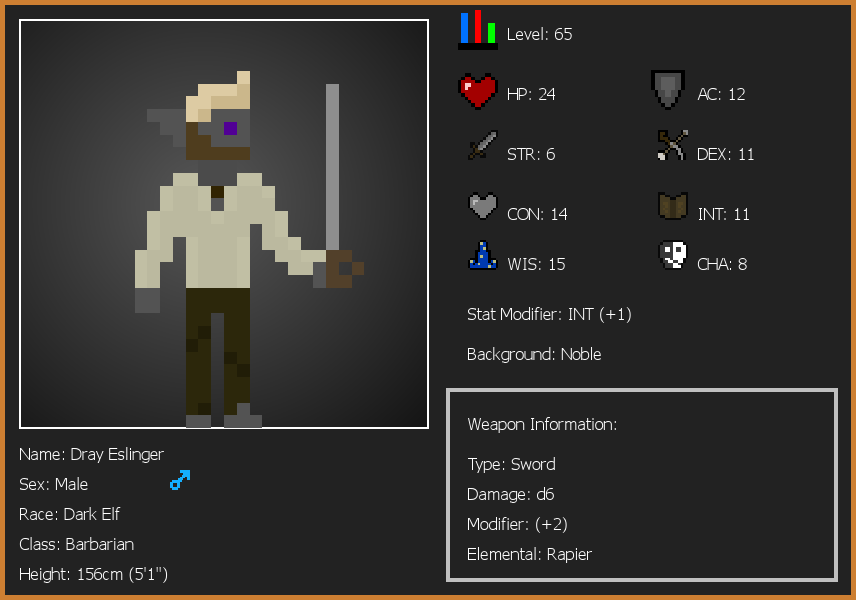 Level: 65
HP: 24
AC: 12
STR: 6
DEX: 11
CON: 14
INT: 11
WIS: 15
CHA: 8
Stat Modifier: INT (+1)
Background: Noble
Weapon Information:
Type: Sword
Damage: d6
Modifier: (+2)
Elemental: Rapier
Name: Dray Eslinger
Sex: Male
Race: Dark Elf
Class: Barbarian
Height: 156cm (5'1")